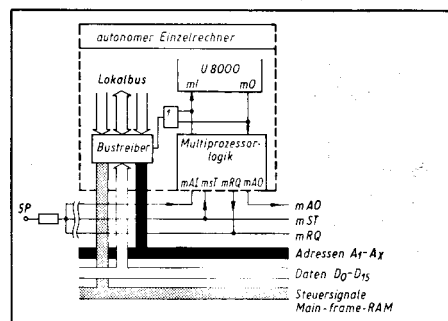 autonomer Einzelrechner
U 8000
mI mO
Lokalbus
1
Bustreiber
Multiprozessor-
logik
mAI msT mRQ mAO
SP
mAO
mST
mRQ
Adressen A₁-Aₓ
Daten D₀-D₁₅
Steuersignale
Main-frame-RAM